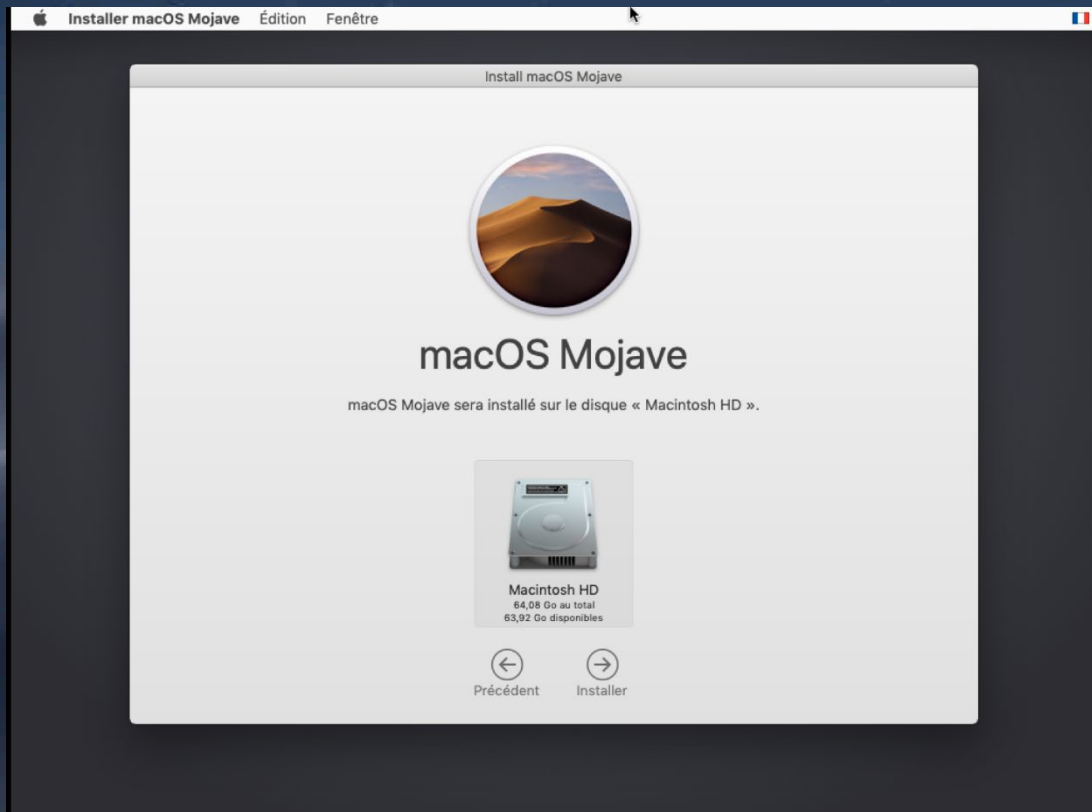 Installer macOS Mojave Édition Fenêtre
Install macOS Mojave
macOS Mojave
macOS Mojave sera installé sur le disque « Macintosh HD ».
Macintosh HD
64,08 Go au total
63,92 Go disponibles
Précédent Installer